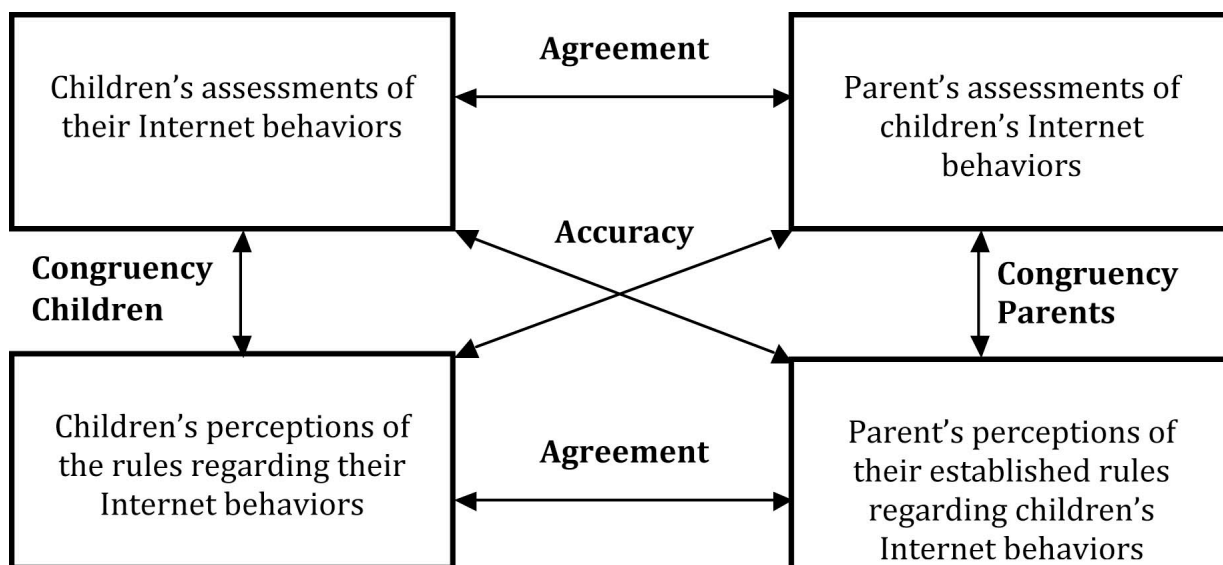 Children’s assessments of
their Internet behaviors
Agreement
Parent’s assessments of
children’s Internet
behaviors
Accuracy
Congruency
Children
Congruency
Parents
Children’s perceptions of
the rules regarding their
Internet behaviors
Agreement
Parent’s perceptions of
their established rules
regarding children’s
Internet behaviors